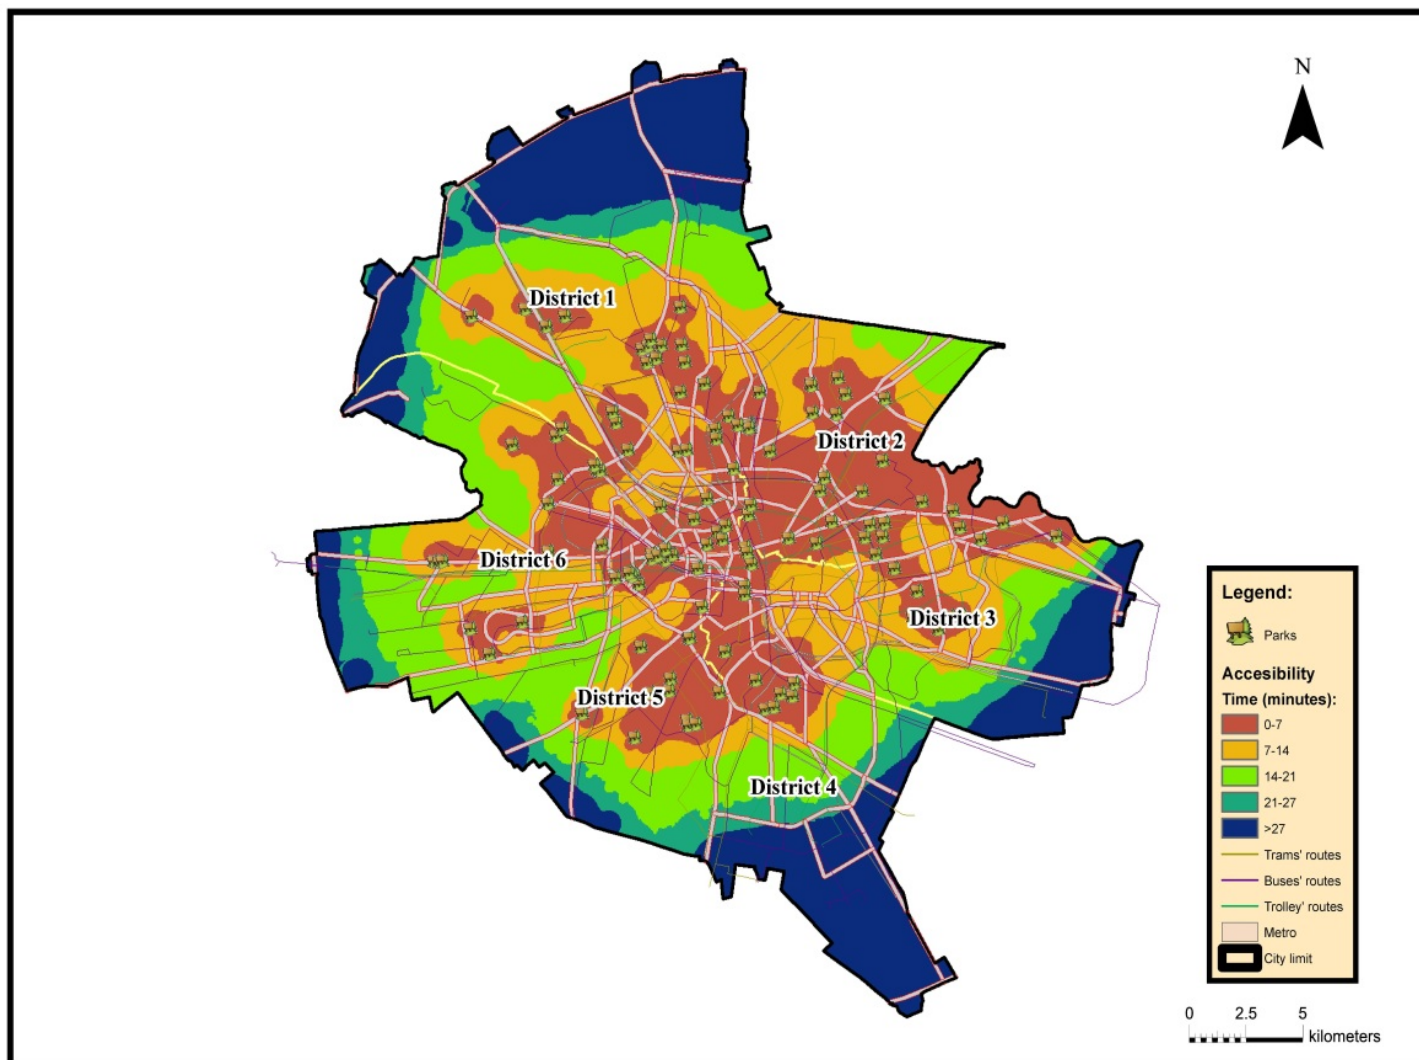 N
District 1
District 2
District 6
District 3
District 5
District 4
Legend:
Parks
Accesibility
Time (minutes):
0-7
7-14
14-21
21-27
>27
Trams' routes
Buses' routes
Trolley' routes
Metro
City limit
0 2.5 5
kilometers